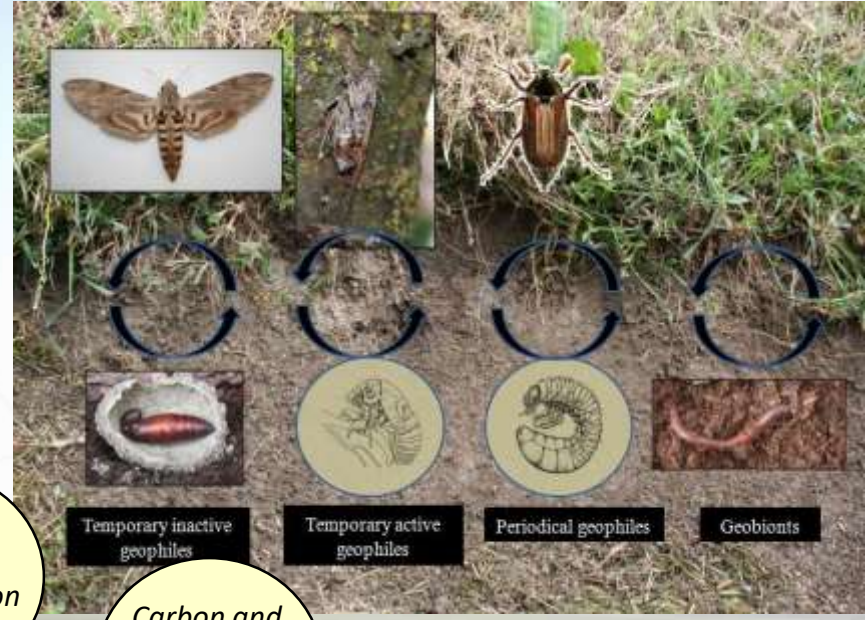 Temporary inactive
geophiles
Temporary active
geophiles
Periodical geophiles
Geobionts
Carbon and